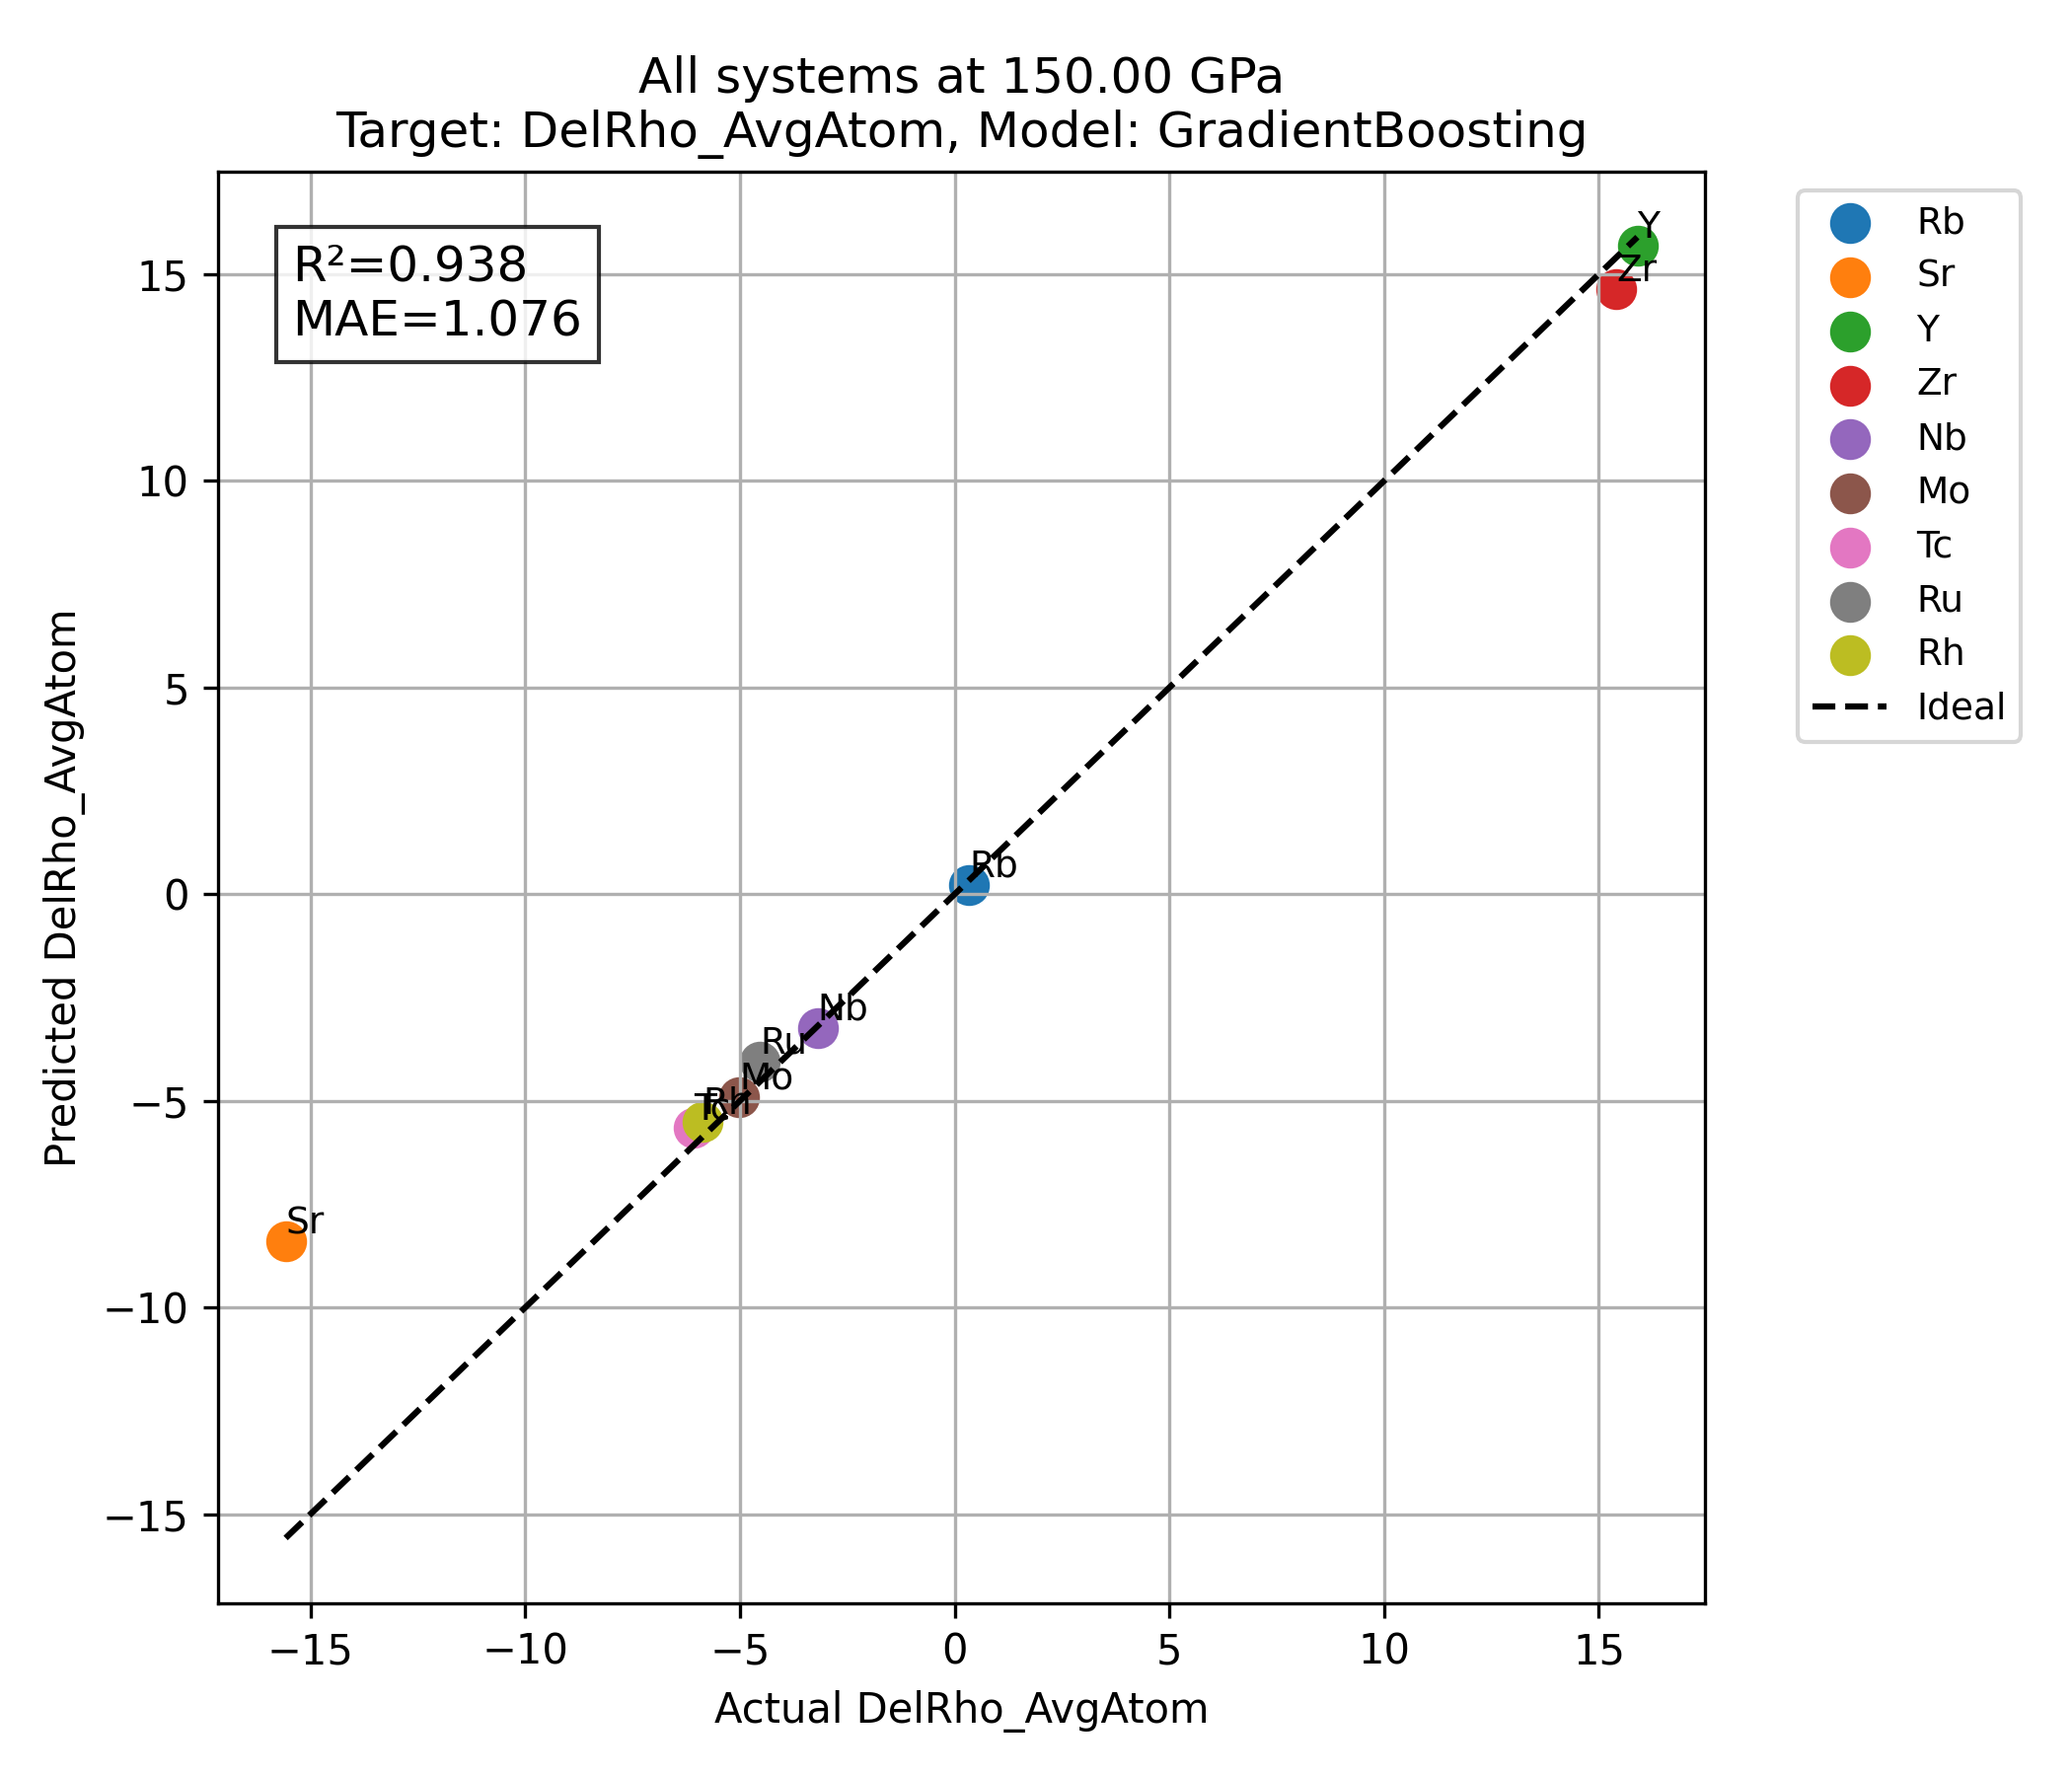 All systems at 150.00 GPa
Target: DelRho_AvgAtom, Model: GradientBoosting
R²=0.938
MAE=1.076
Y
Zr
Rb
Nb
Ru
Mo
Rh
Tc
Sr
15
10
5
0
−5
−10
−15
Predicted DelRho_AvgAtom
−15
−10
−5
0
5
10
15
Actual DelRho_AvgAtom
Rb
Sr
Y
Zr
Nb
Mo
Tc
Ru
Rh
Ideal